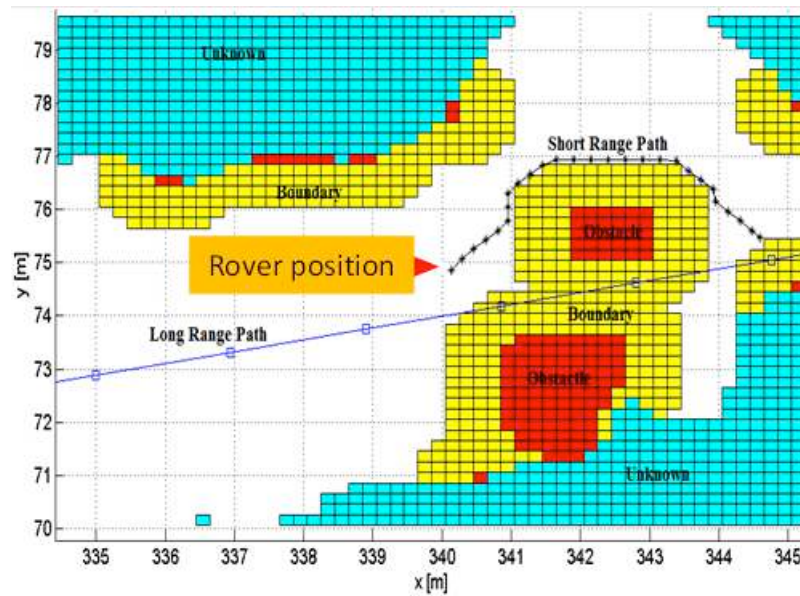 79
78
77
76
75
74
73
72
71
70
y [m]
Unknown
Boundary
Short Range Path
Obstacle
Rover position
Long Range Path
Boundary
Obstactle
Unknown
335
336
337
338
339
340
341
342
343
344
345
x [m]